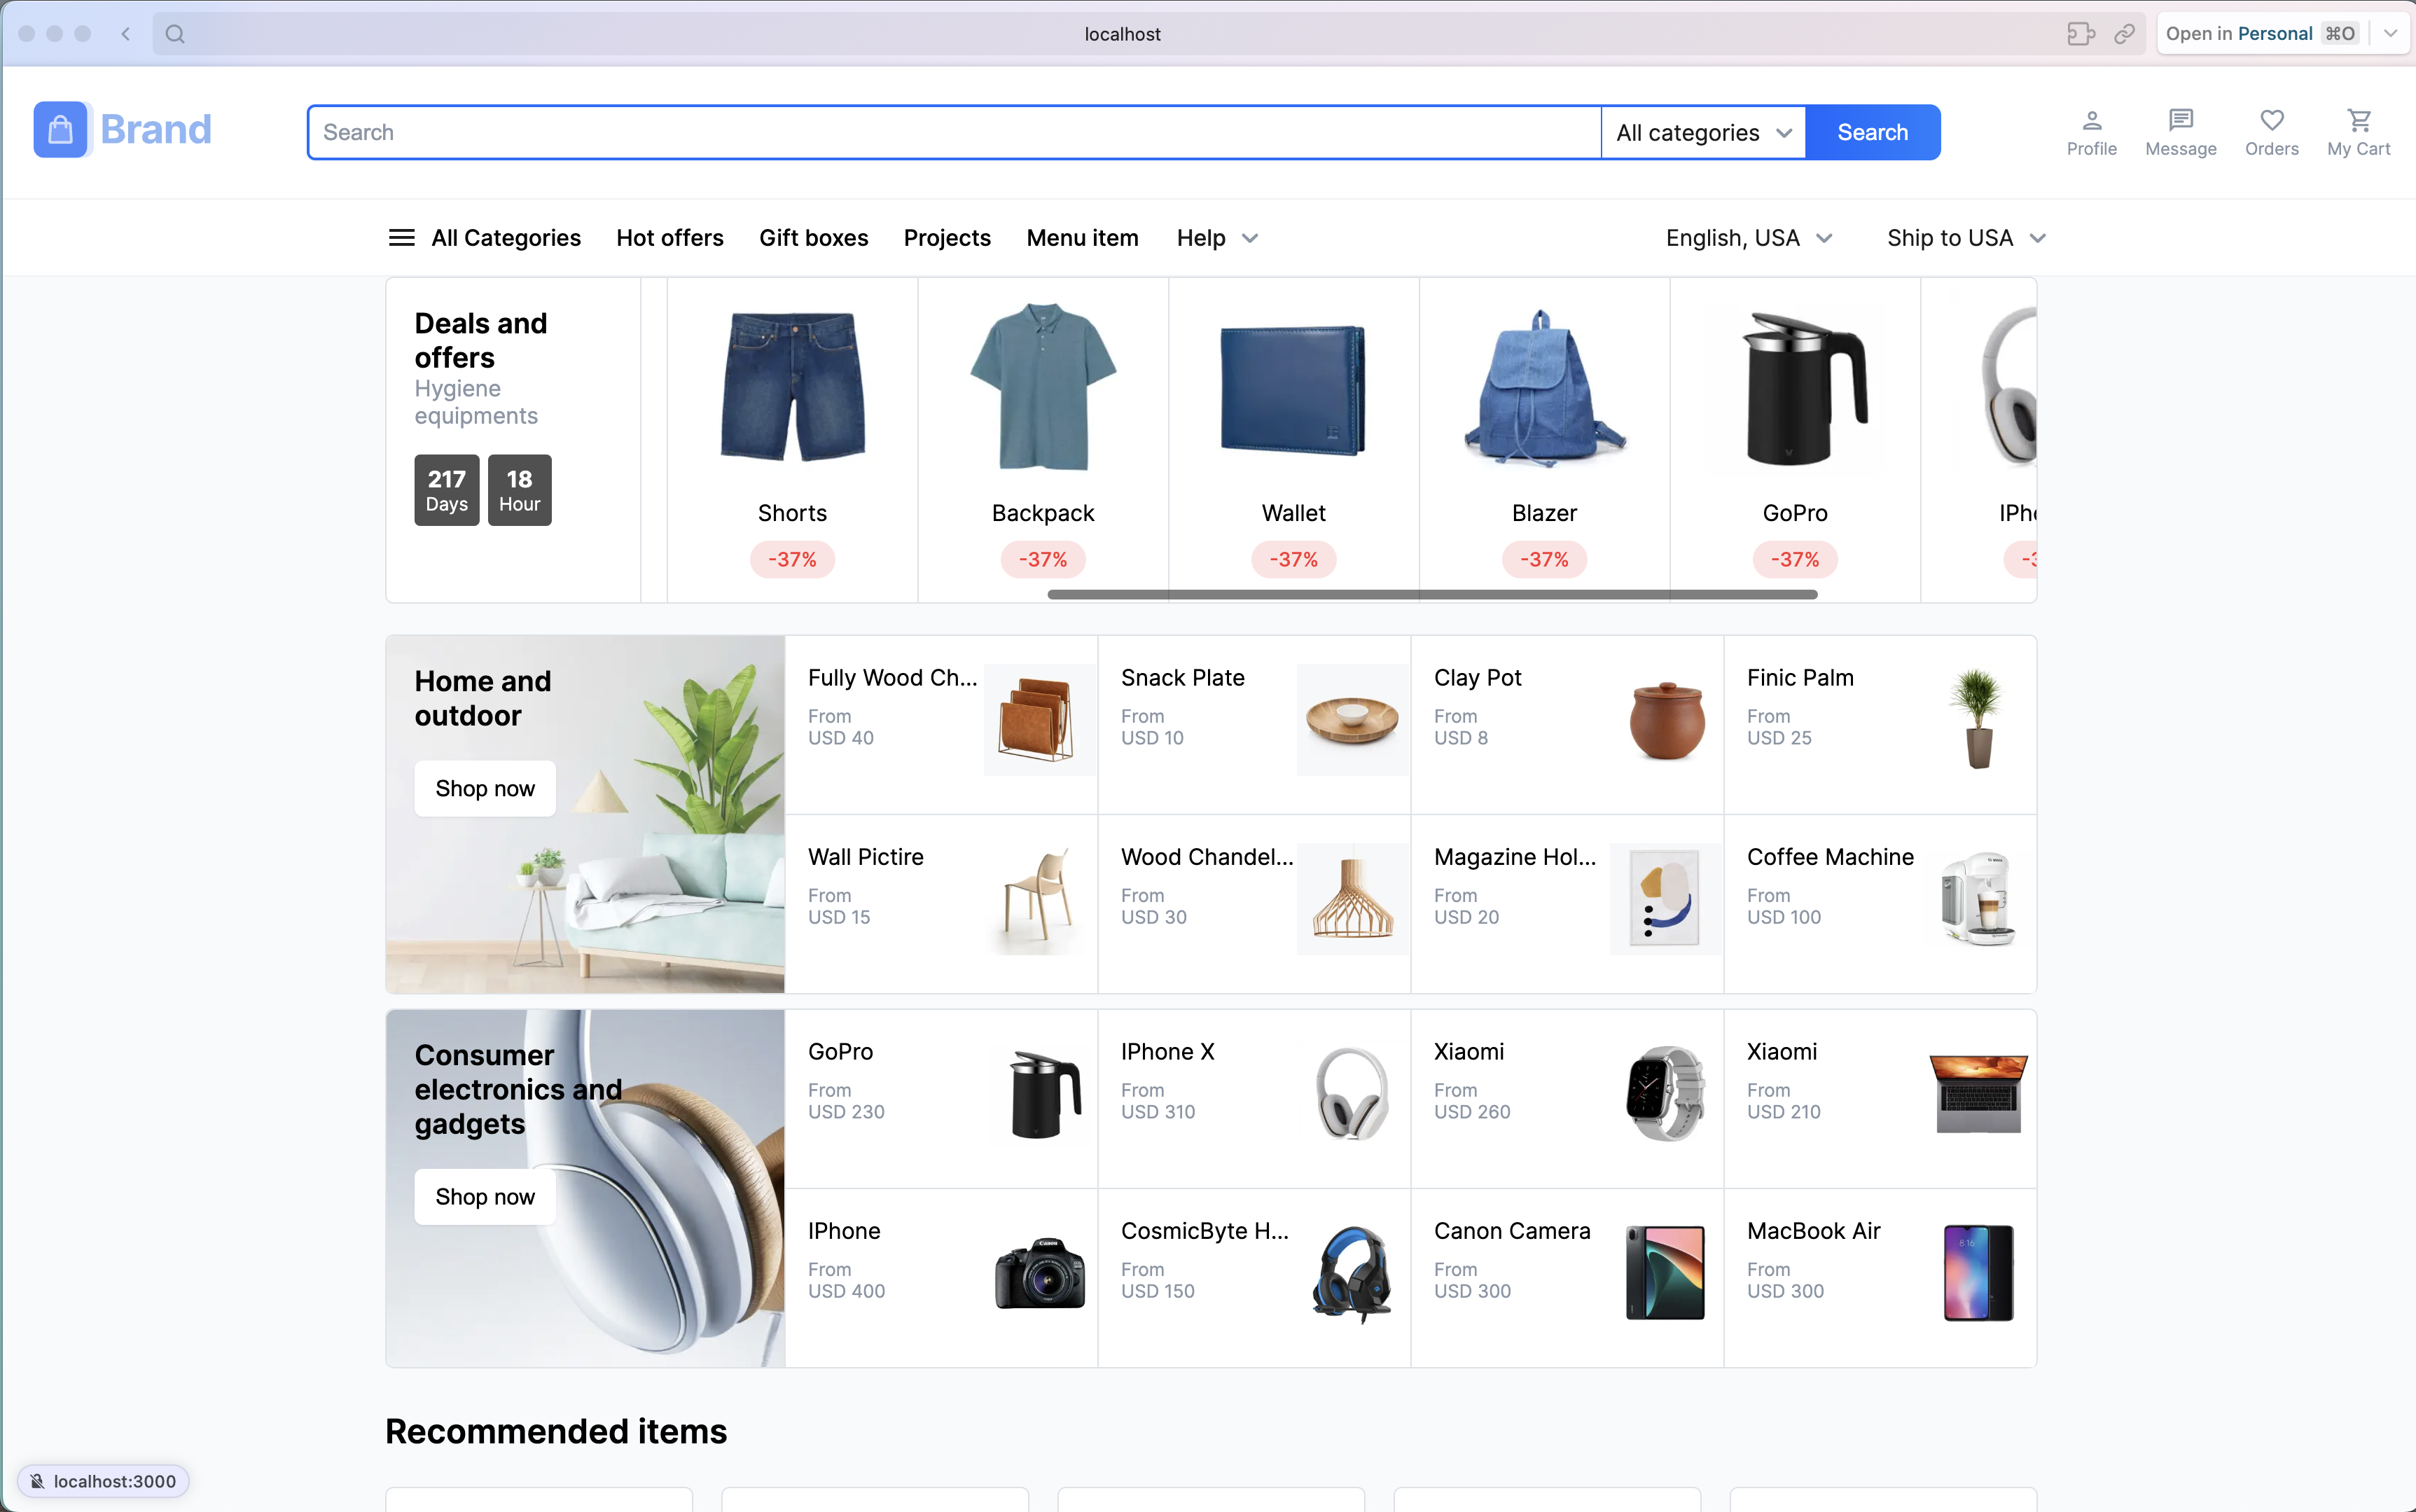 localhost
Open in Personal ⌘O
Brand
Search
All categories
Search
Profile
Message
Orders
My Cart
All Categories
Hot offers
Gift boxes
Projects
Menu item
Help
English, USA
Ship to USA
Deals and
offers
Hygiene
equipments
217
Days
18
Hour
Shorts
-37%
Backpack
-37%
Wallet
-37%
Blazer
-37%
GoPro
-37%
IPh
-3
Home and
outdoor
Shop now
Fully Wood Ch...
From
USD 40
Snack Plate
From
USD 10
Clay Pot
From
USD 8
Finic Palm
From
USD 25
Wall Pictire
From
USD 15
Wood Chandel...
From
USD 30
Magazine Hol...
From
USD 20
Coffee Machine
From
USD 100
Consumer
electronics and
gadgets
Shop now
GoPro
From
USD 230
IPhone X
From
USD 310
Xiaomi
From
USD 260
Xiaomi
From
USD 210
IPhone
From
USD 400
Canon
CosmicByte H...
From
USD 150
Canon Camera
From
USD 300
MacBook Air
From
USD 300
8:16
Recommended items
localhost:3000